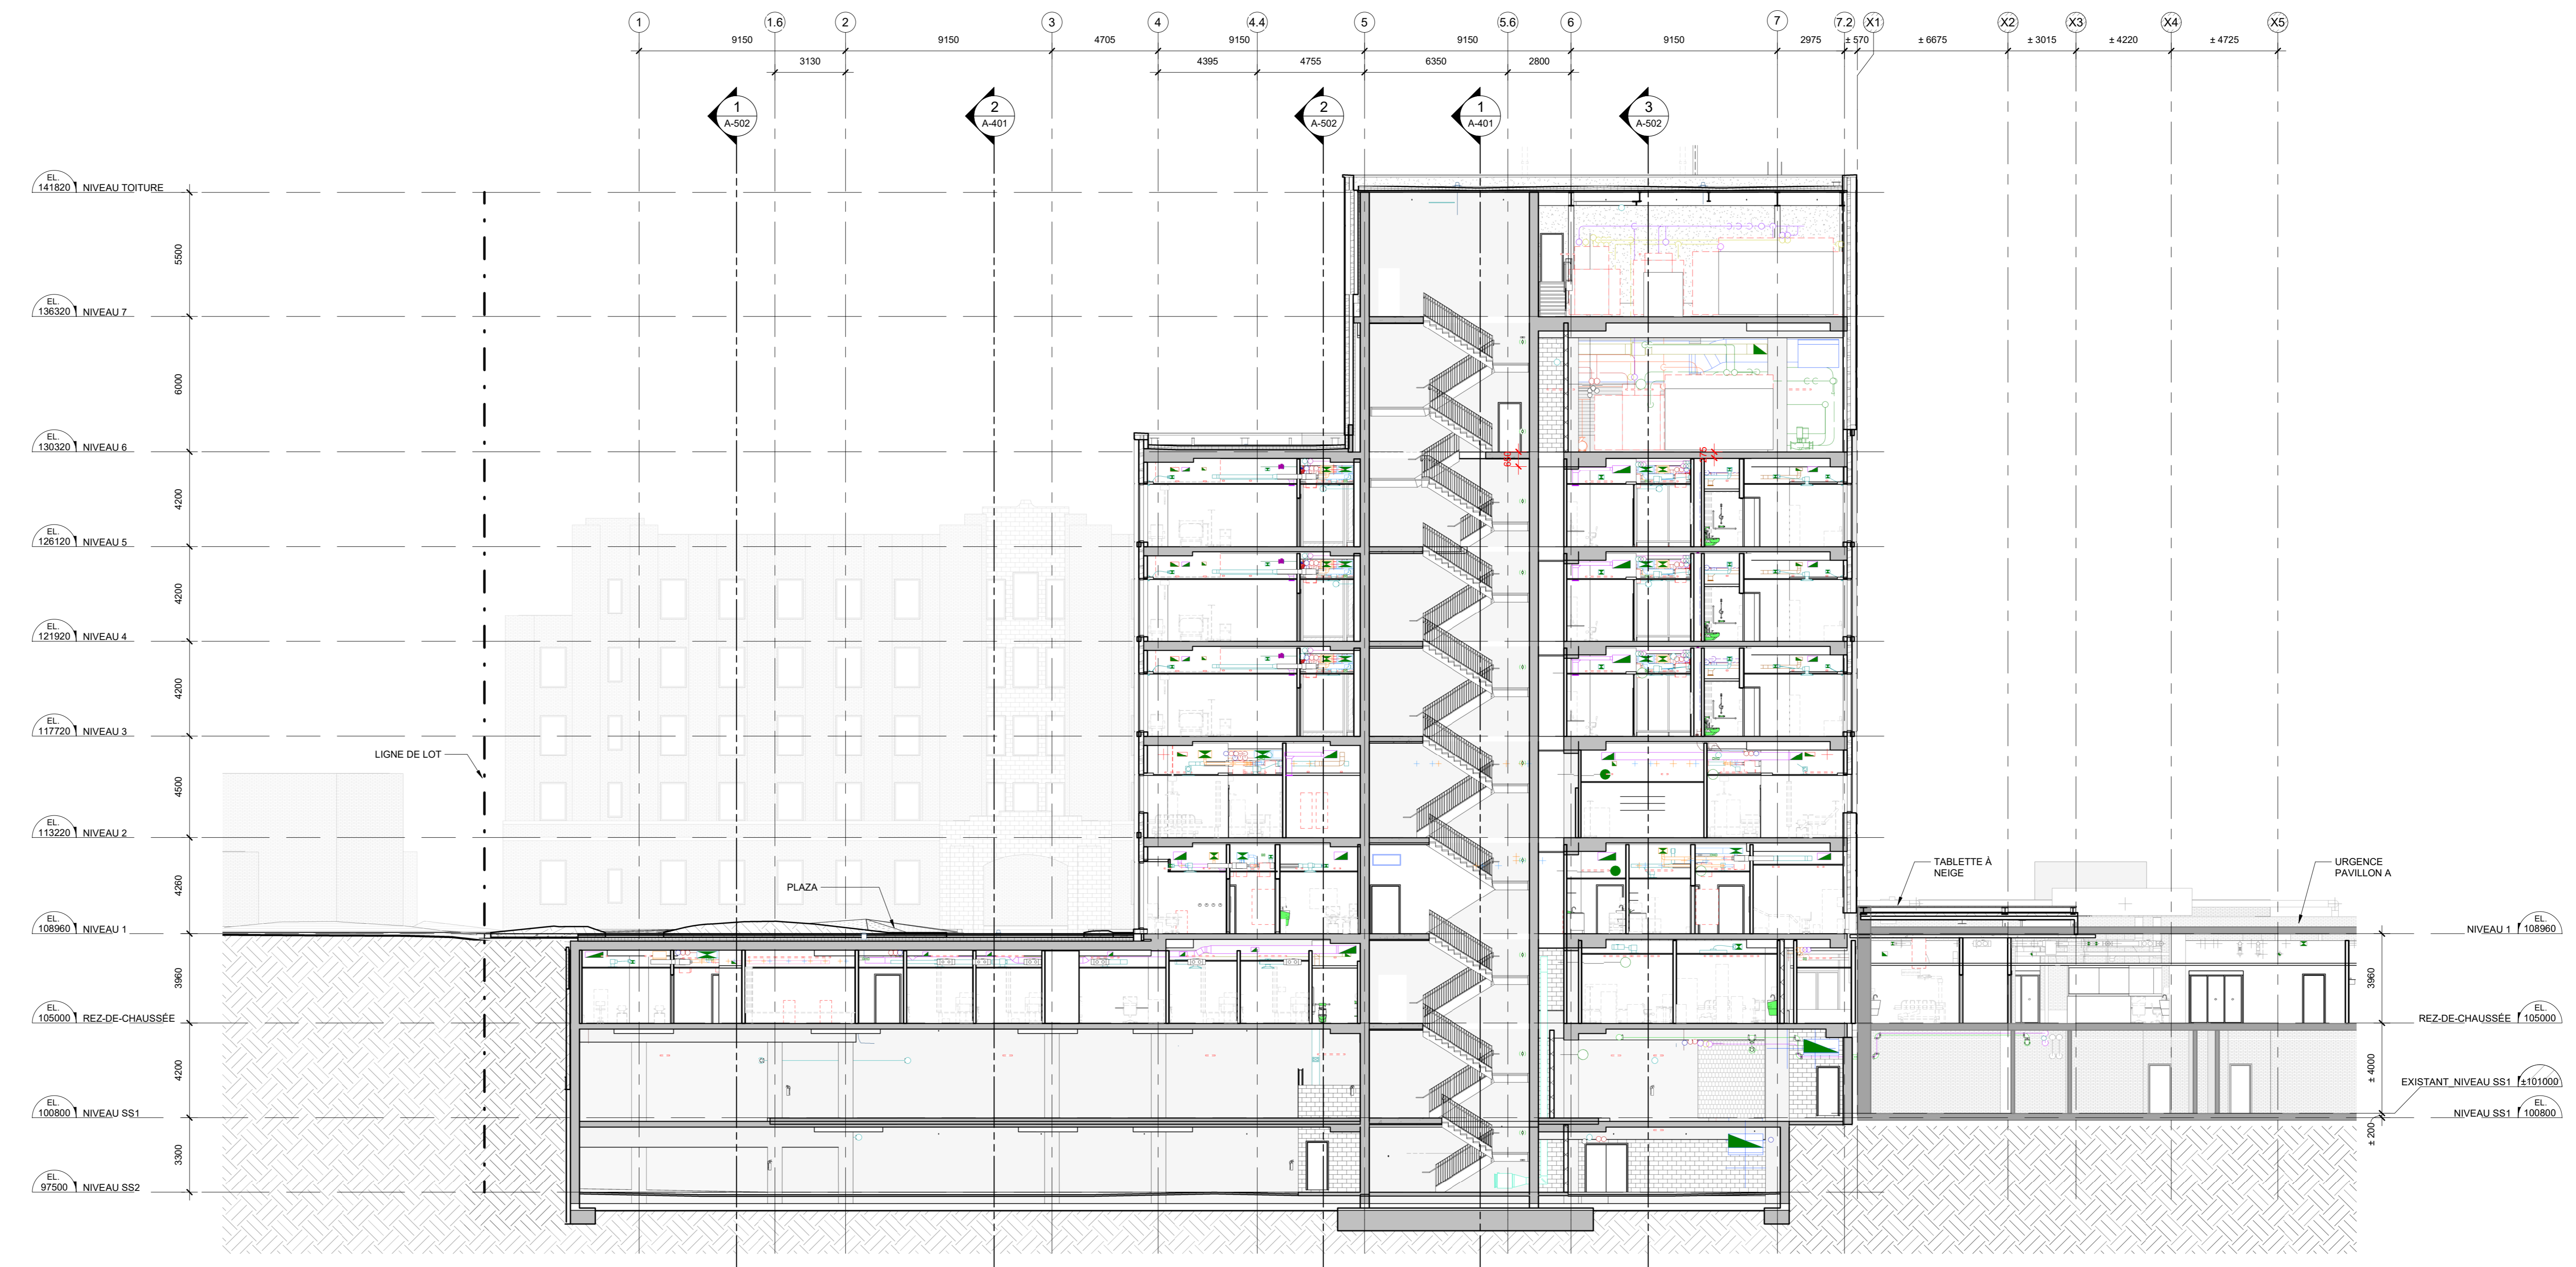 1 1.6 2 3 4 4.4 5 5.6 6 7 7.2 X1 X2 X3 X4 X5
9150 9150 4705 9150 9150 9150 2975 ± 570 ± 6675 ± 3015 ± 4220 ± 4725
3130 4395 4755 6350 2800
1
A-502
2
A-401
2
A-502
1
A-401
3
A-502
EL.
141820 NIVEAU TOITURE
5500
EL.
136320 NIVEAU 7
6000
EL.
130320 NIVEAU 6
4200
EL.
126120 NIVEAU 5
4200
EL.
121920 NIVEAU 4
4200
EL.
117720 NIVEAU 3
LIGNE DE LOT
4500
EL.
113220 NIVEAU 2
4260
PLAZA
EL.
108960 NIVEAU 1
3960
EL.
105000 REZ-DE-CHAUSSÉE
4200
EL.
100800 NIVEAU SS1
3300
EL.
97500 NIVEAU SS2
TABLETTE À
NEIGE
URGENCE
PAVILLON A
EL.
NIVEAU 1 108960
3960
EL.
REZ-DE-CHAUSSÉE 105000
± 4000
EXISTANT_NIVEAU SS1 ±101000
EL.
NIVEAU SS1 100800
± 200